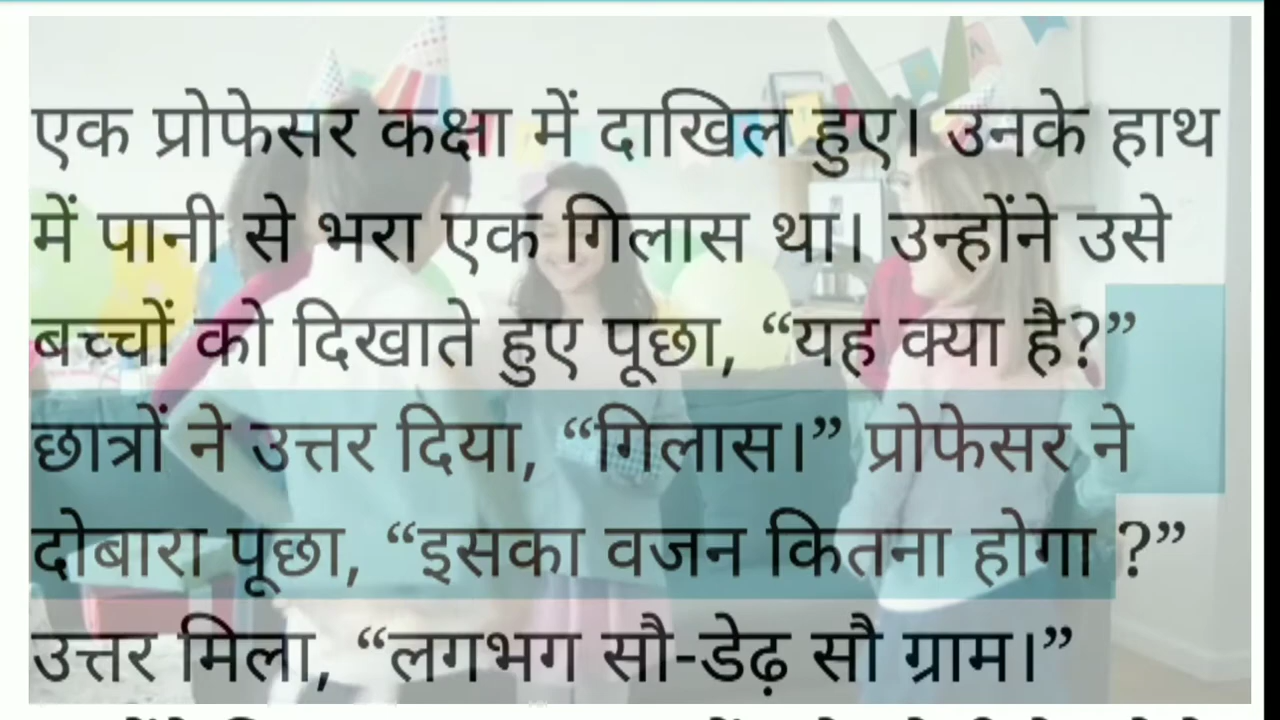 एक प्रोफेसर कक्षा में दाखिल हुए। उनके हाथ
में पानी से भरा एक गिलास था। उन्होंने उसे
बच्चों को दिखाते हुए पूछा, “यह क्या है?”
छात्रों ने उत्तर दिया, “गिलास।” प्रोफेसर ने
दोबारा पूछा, “इसका वजन कितना होगा ?”
उत्तर मिला, “लगभग सौ-डेढ़ सौ ग्राम।”